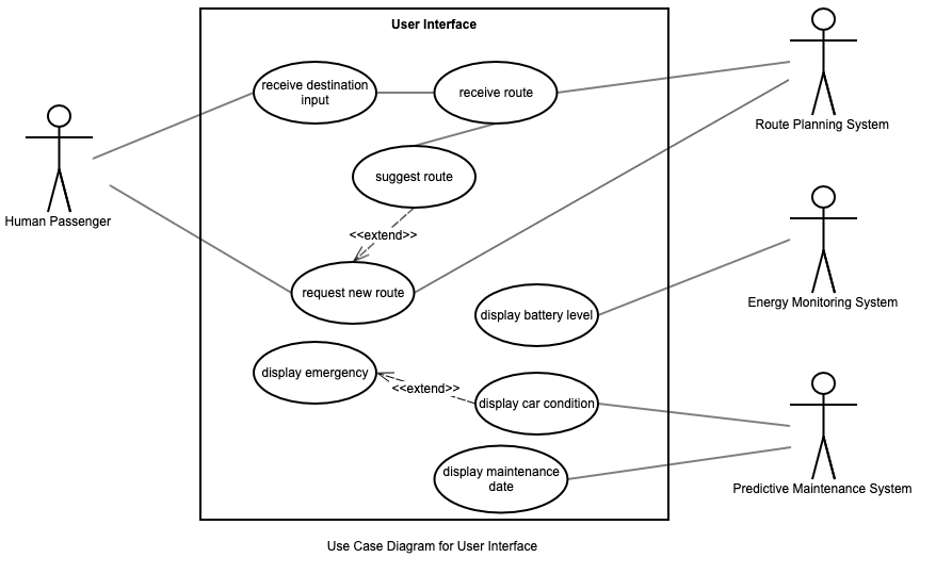 User Interface
receive destination
input
receive route
Route Planning System
suggest route
Human Passenger
<<extend>>
request new route
Energy Monitoring System
display battery level
display emergency
<<extend>>
display car condition
display maintenance
date
Predictive Maintenance System
Use Case Diagram for User Interface